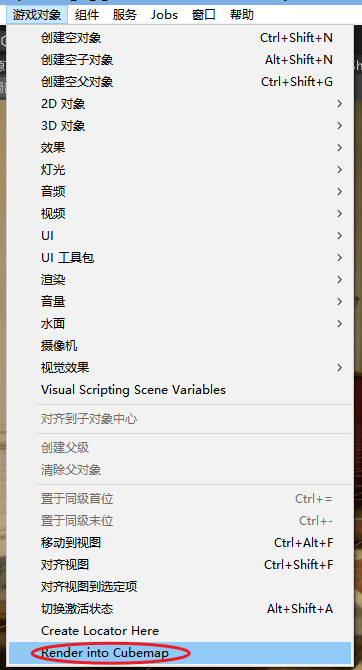 游戏对象 组件 服务 Jobs 窗口 帮助
创建空对象 Ctrl+Shift+N
创建空子对象 Alt+Shift+N
创建空父对象 Ctrl+Shift+G
2D 对象
3D 对象
效果
灯光
音频
视频
UI
UI 工具包
渲染
音量
水面
摄像机
视觉效果
Visual Scripting Scene Variables
对齐到子对象中心
创建父级
清除父对象
置于同级首位 Ctrl+=
置于同级末位 Ctrl+-
移动到视图 Ctrl+Alt+F
对齐视图 Ctrl+Shift+F
对齐视图到选定项
切换激活状态 Alt+Shift+A
Create Locator Here
Render into Cubemap